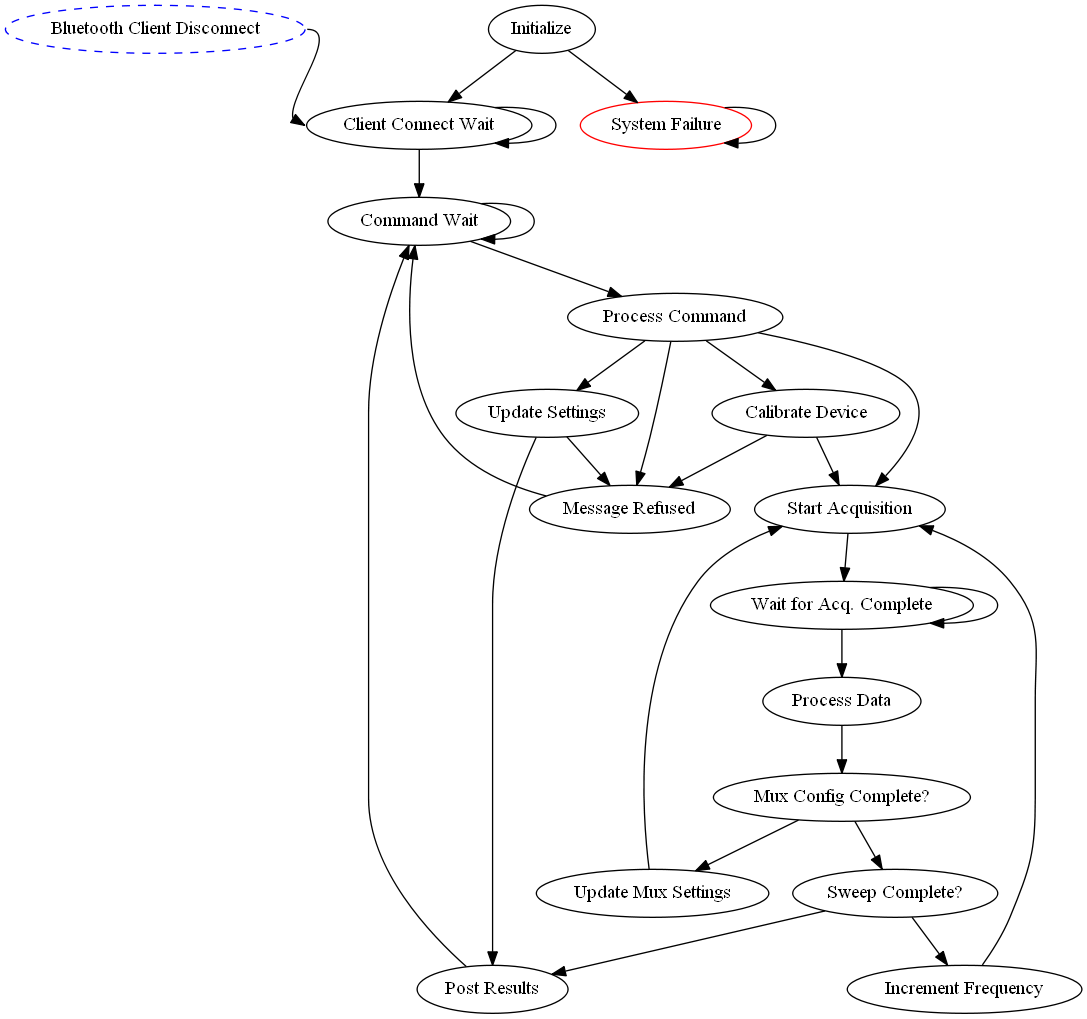 Bluetooth Client Disconnect
Initialize
Client Connect Wait
System Failure
Command Wait
Process Command
Update Settings
Calibrate Device
Message Refused
Start Acquisition
Wait for Acq. Complete
Process Data
Mux Config Complete?
Update Mux Settings
Sweep Complete?
Post Results
Increment Frequency